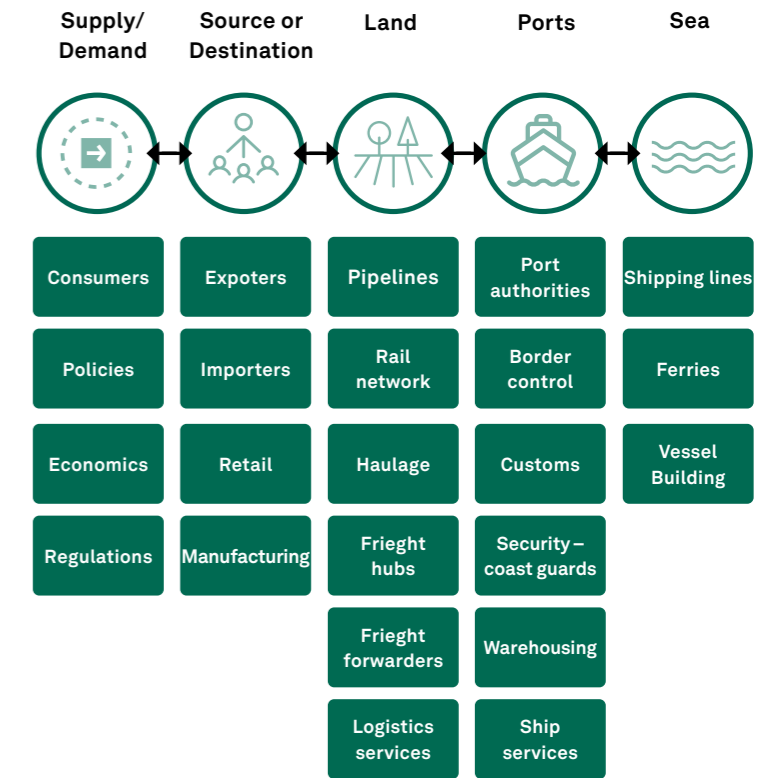 Supply/
Demand
Source or
Destination
Land
Ports
Sea
Consumers
Expoters
Pipelines
Port
authorities
Shipping lines
Policies
Importers
Rail
network
Border
control
Ferries
Economics
Retail
Haulage
Customs
Vessel
Building
Regulations
Manufacturing
Frieght
hubs
Security –
coast guards
Frieght
forwarders
Warehousing
Logistics
services
Ship
services